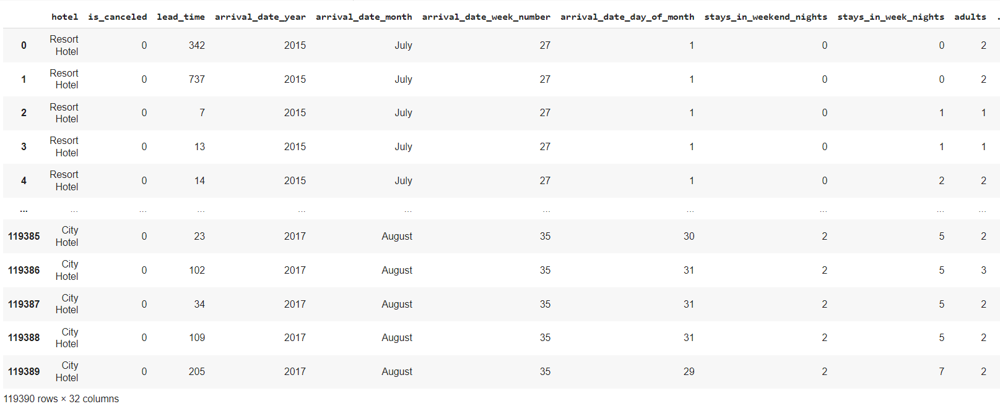 hotel is_canceled lead_time arrival_date_year arrival_date_month arrival_date_week_number arrival_date_day_of_month stays_in_weekend_nights stays_in_week_nights adults .
0 Resort Hotel 0 342 2015 July 27 1 0 0 2
1 Resort Hotel 0 737 2015 July 27 1 0 0 2
2 Resort Hotel 0 7 2015 July 27 1 0 1 1
3 Resort Hotel 0 13 2015 July 27 1 0 1 1
4 Resort Hotel 0 14 2015 July 27 1 0 2 2
... ... ... ... ... ... ... ... ... ... ...
119385 City Hotel 0 23 2017 August 35 30 2 5 2
119386 City Hotel 0 102 2017 August 35 31 2 5 3
119387 City Hotel 0 34 2017 August 35 31 2 5 2
119388 City Hotel 0 109 2017 August 35 31 2 5 2
119389 City Hotel 0 205 2017 August 35 29 2 7 2
119390 rows × 32 columns